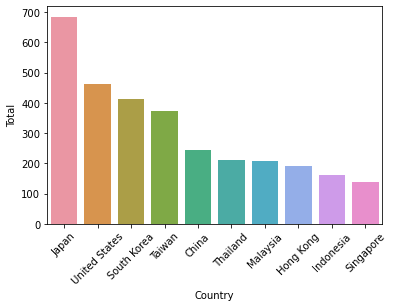 700
600
500
400
300
200
100
0
Total
Japan
United States
South Korea
Taiwan
China
Thailand
Malaysia
Hong Kong
Indonesia
Singapore
Country